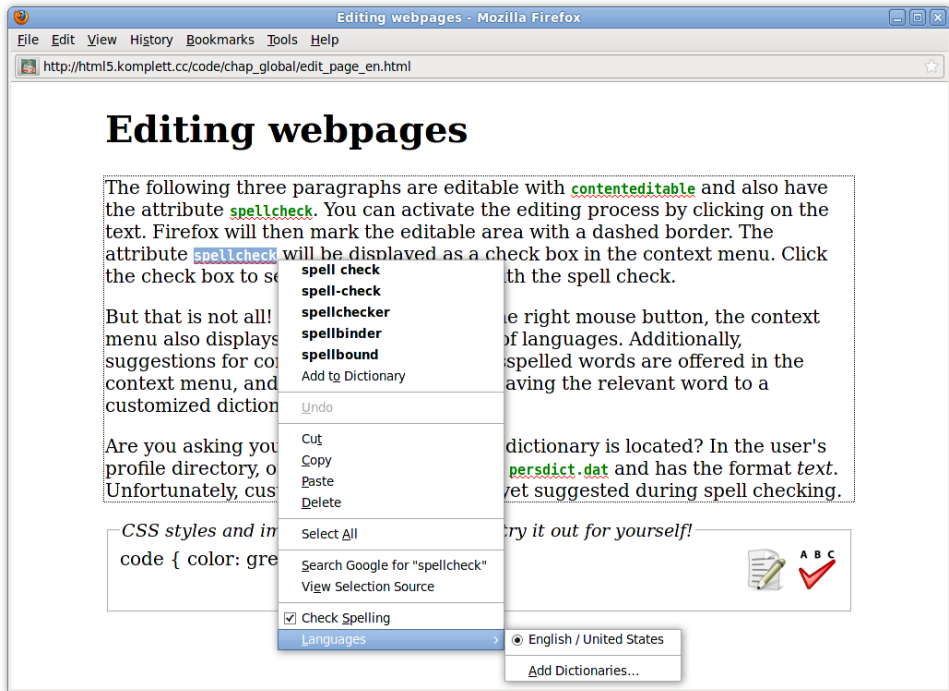 Editing webpages - Mozilla Firefox
File Edit View History Bookmarks Tools Help
http://html5.komplett.cc/code/chap_global/edit_page_en.html
Editing webpages
The following three paragraphs are editable with contenteditable and also have
the attribute spellcheck. You can activate the editing process by clicking on the
text. Firefox will then mark the editable area with a dashed border. The
attribute spellcheck will be displayed as a check box in the context menu. Click
the check box to se th the spell check.
But that is not all! e right mouse button, the context
menu also displays of languages. Additionally,
suggestions for co sspelled words are offered in the
context menu, and aving the relevant word to a
customized diction
Are you asking you dictionary is located? In the user's
profile directory, o persdict.dat and has the format text.
Unfortunately, cus yet suggested during spell checking.
CSS styles and im try it out for yourself!
code { color: gre
A B C
spell check
spell-check
spellchecker
spellbinder
spellbound
Add to Dictionary
Undo
Cut
Copy
Paste
Delete
Select All
Search Google for "spellcheck"
View Selection Source
Check Spelling
Languages
English / United States
Add Dictionaries...